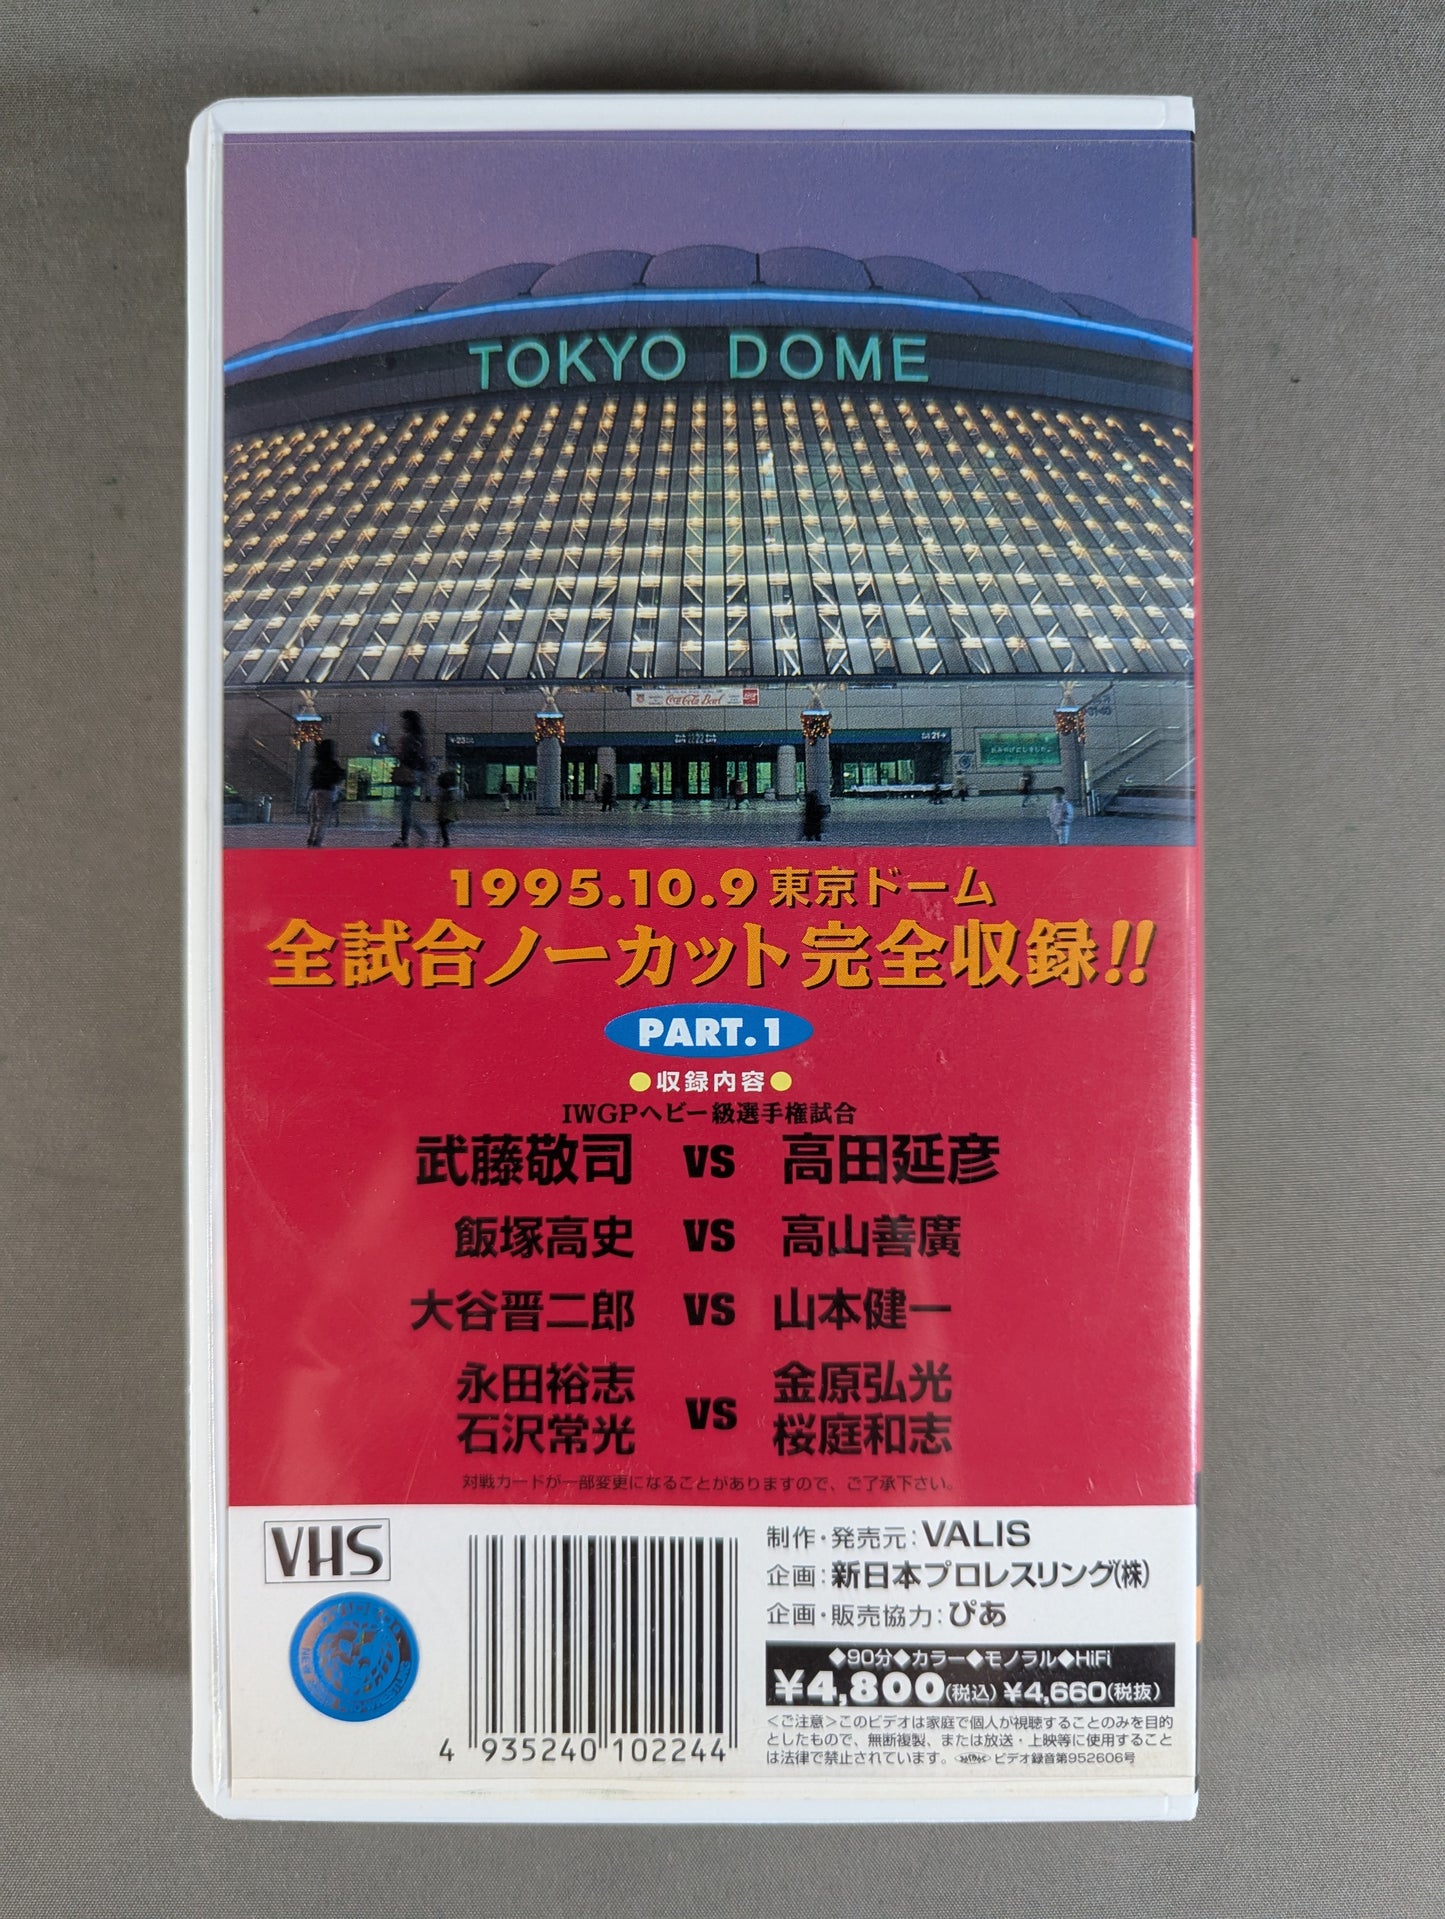 TOKYO DOME
Coca-Cola Bowl
←23
22
21→
1995.10.9 東京ドーム
全試合ノーカット完全収録!!
PART.1
●収録内容●
IWGPヘビー級選手権試合
武藤敬司 VS 高田延彦
飯塚高史 VS 高山善廣
大谷晋二郎 VS 山本健一
永田裕志 石沢常光 VS 金原弘光 桜庭和志
対戦カードが一部変更になることがありますので、ご了承下さい。
VHS
制作・発売元：VALIS
企画：新日本プロレスリング(株)
企画・販売協力：ぴあ
◆90分◆カラー◆モノラル◆HiFi
¥4,800(税込) ¥4,660(税抜)
＜ご注意＞このビデオは家庭で個人が視聴することのみを目的
としたもので、無断複製、または放送・上映等に使用すること
は法律で禁止されています。 ビデオ録音第952606号
4 935240 102244